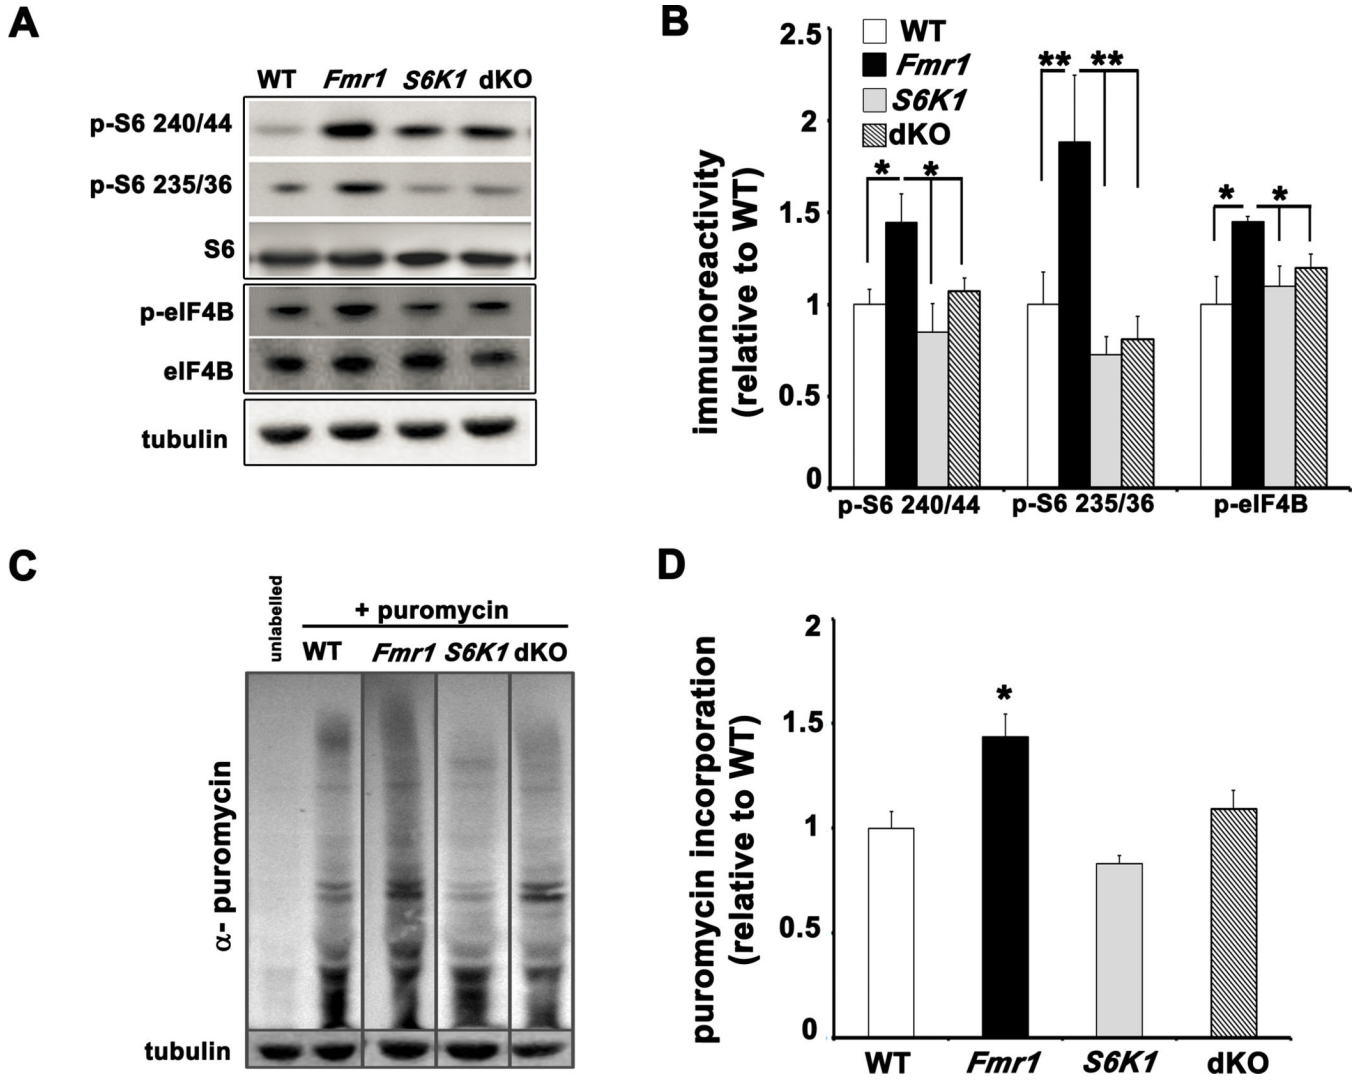 A
WT Fmr1 S6K1 dKO
p-S6 240/44
p-S6 235/36
S6
p-eIF4B
eIF4B
tubulin
B
immunoreactivity
(relative to WT)
2.5
2
1.5
1
0.5
0
WT
Fmr1
S6K1
dKO
* *
** **
* *
p-S6 240/44 p-S6 235/36 p-eIF4B
C
unlabelled
+ puromycin
WT Fmr1 S6K1 dKO
α- puromycin
tubulin
D
puromycin incorporation
(relative to WT)
2
1.5
1
0.5
0
*
WT Fmr1 S6K1 dKO